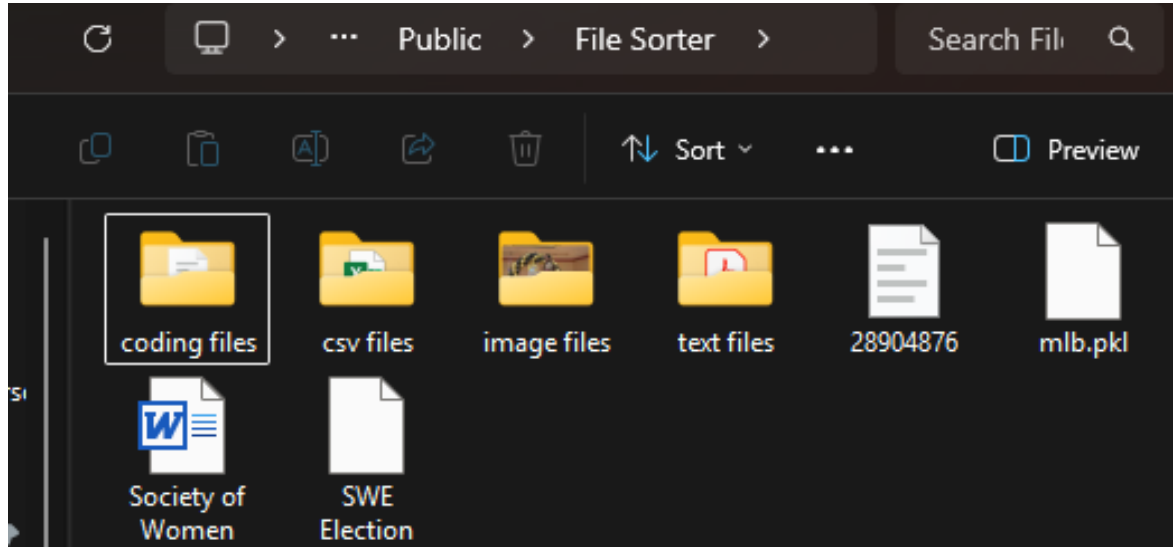 Public > File Sorter >
Search Fil
Sort
Preview
coding files
csv files
image files
text files
28904876
mlb.pkl
Society of
Women
SWE
Election